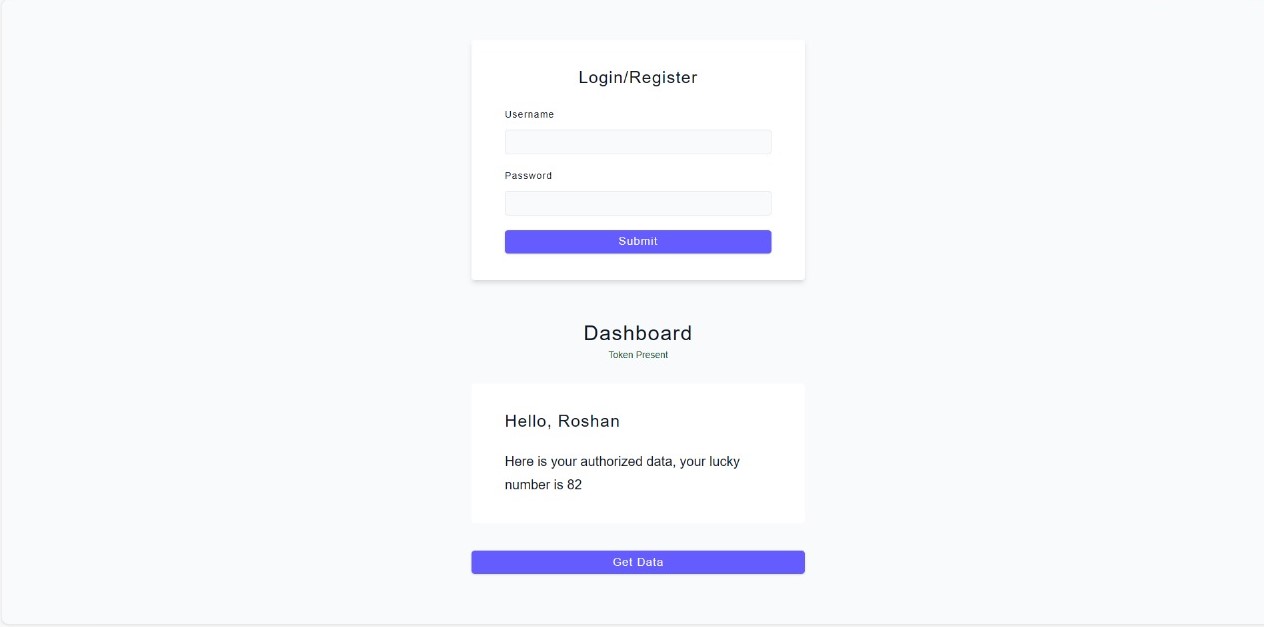 Login/Register
Username
Password
Submit
Dashboard
Token Present
Hello, Roshan
Here is your authorized data, your lucky
number is 82
Get Data